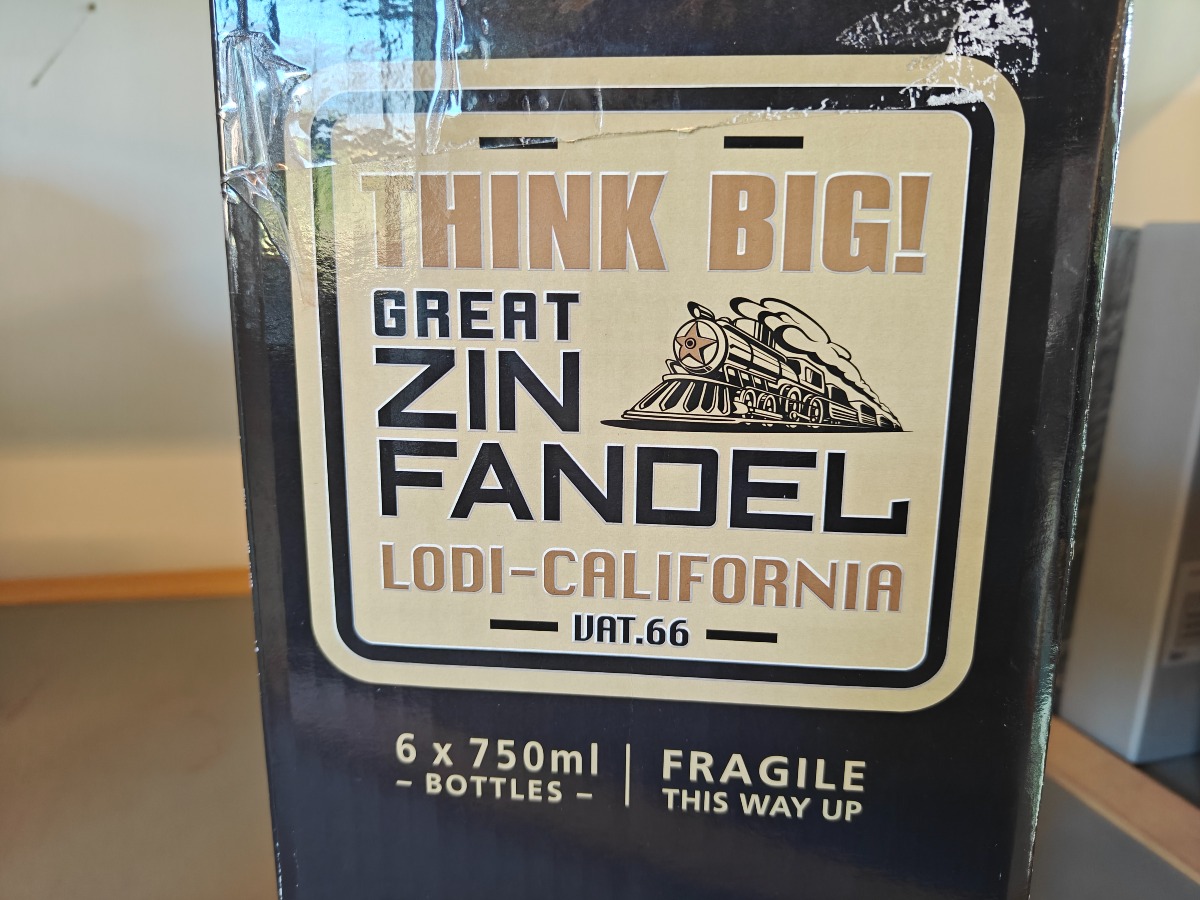 THINK BIG!
GREAT
ZIN
FANDEL
LODI-CALIFORNIA
VAT.66
6 x 750ml
– BOTTLES –
FRAGILE
THIS WAY UP